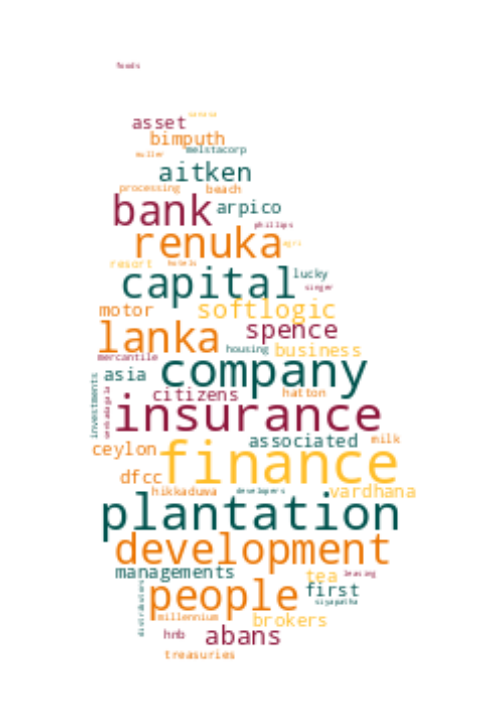 foods
senesa
asset
bimputh
melstacorp
muller
aitken
processing
beach
bank
arpico
phillips
renuka
agri
resort
hotels
capital
lucky
singer
motor
softlogic
lanka
spence
housing
business
mercantile
company
asia
investments
senkadagala
citizens
hatton
insurance
associated
milk
ceylon
finance
dfcc
hikkaduwa
developers
vardhana
plantation
development
managements
tea
leasing
first
distributors
people
siyapatha
millennium
brokers
hnb
abans
treasuries